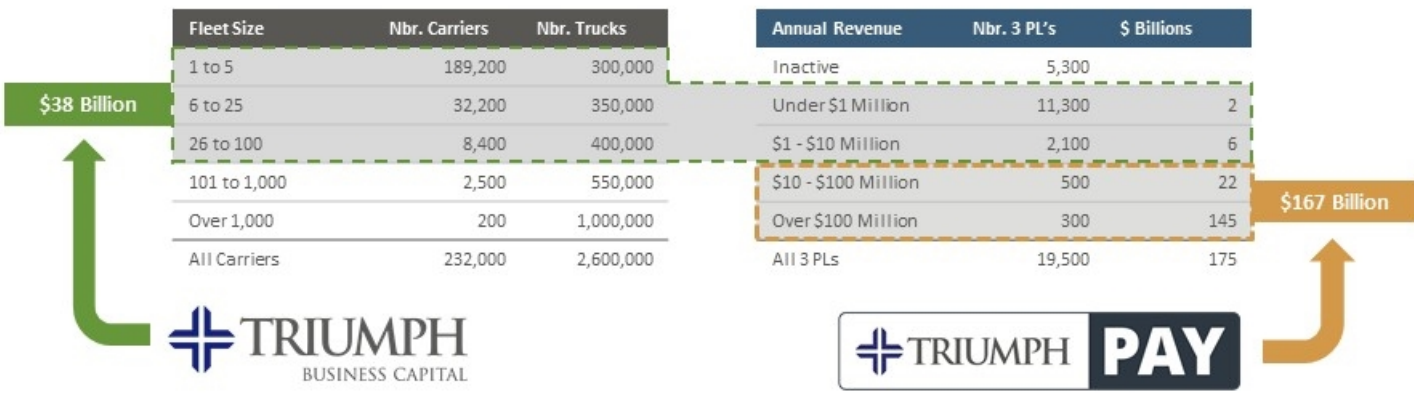 Fleet Size Nbr. Carriers Nbr. Trucks
1 to 5 189,200 300,000
6 to 25 32,200 350,000
26 to 100 8,400 400,000
101 to 1,000 2,500 550,000
Over 1,000 200 1,000,000
All Carriers 232,000 2,600,000
$38 Billion
Annual Revenue Nbr. 3 PL's $ Billions
Inactive 5,300
Under $1 Million 11,300 2
$1 - $10 Million 2,100 6
$10 - $100 Million 500 22
Over $100 Million 300 145
All 3 PLs 19,500 175
$167 Billion
TRIUMPH
BUSINESS CAPITAL
TRIUMPH PAY